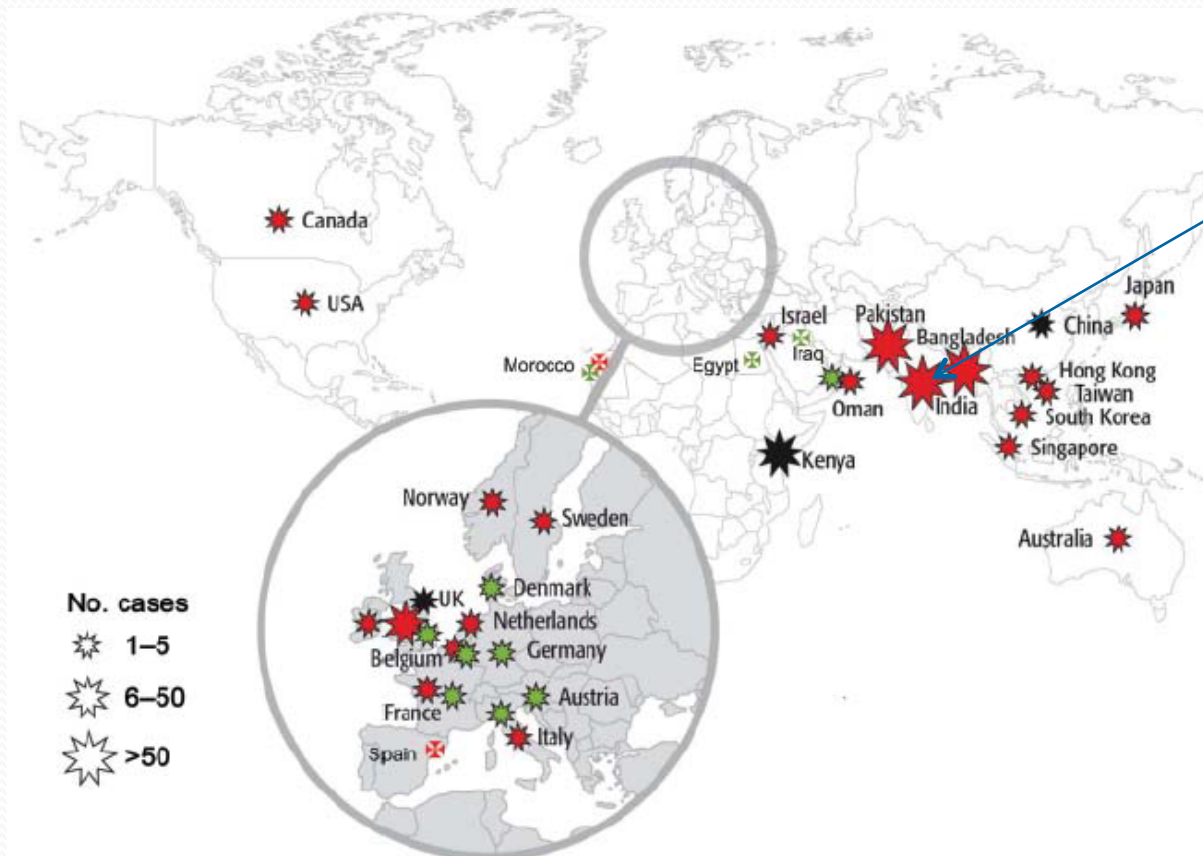 Canada
USA
Japan
Israel
Pakistan
China
Bangladesh
Morocco
Egypt
Iraq
Hong Kong
Taiwan
Oman
India
South Korea
Singapore
Kenya
Norway
Sweden
Australia
Denmark
No. cases
UK
Netherlands
1–5
Belgium
Germany
6–50
Austria
France
Italy
Spain
>50